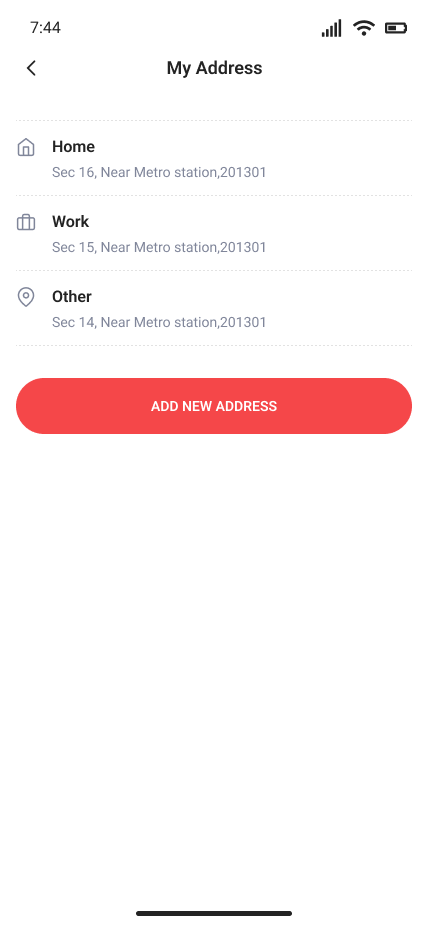 7:44
My Address
Home
Sec 16, Near Metro station,201301
Work
Sec 15, Near Metro station,201301
Other
Sec 14, Near Metro station,201301
ADD NEW ADDRESS